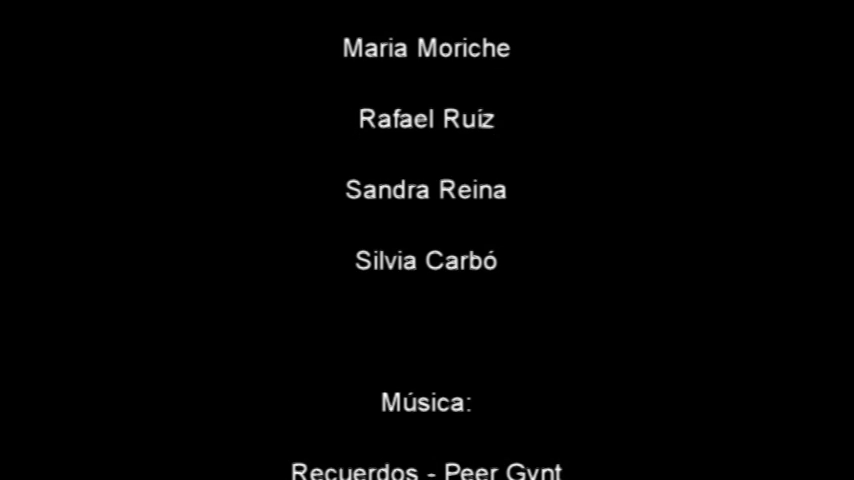 Maria Moriche
Rafael Ruíz
Sandra Reina
Silvia Carbó
Música:
Recuerdos - Peer Gynt